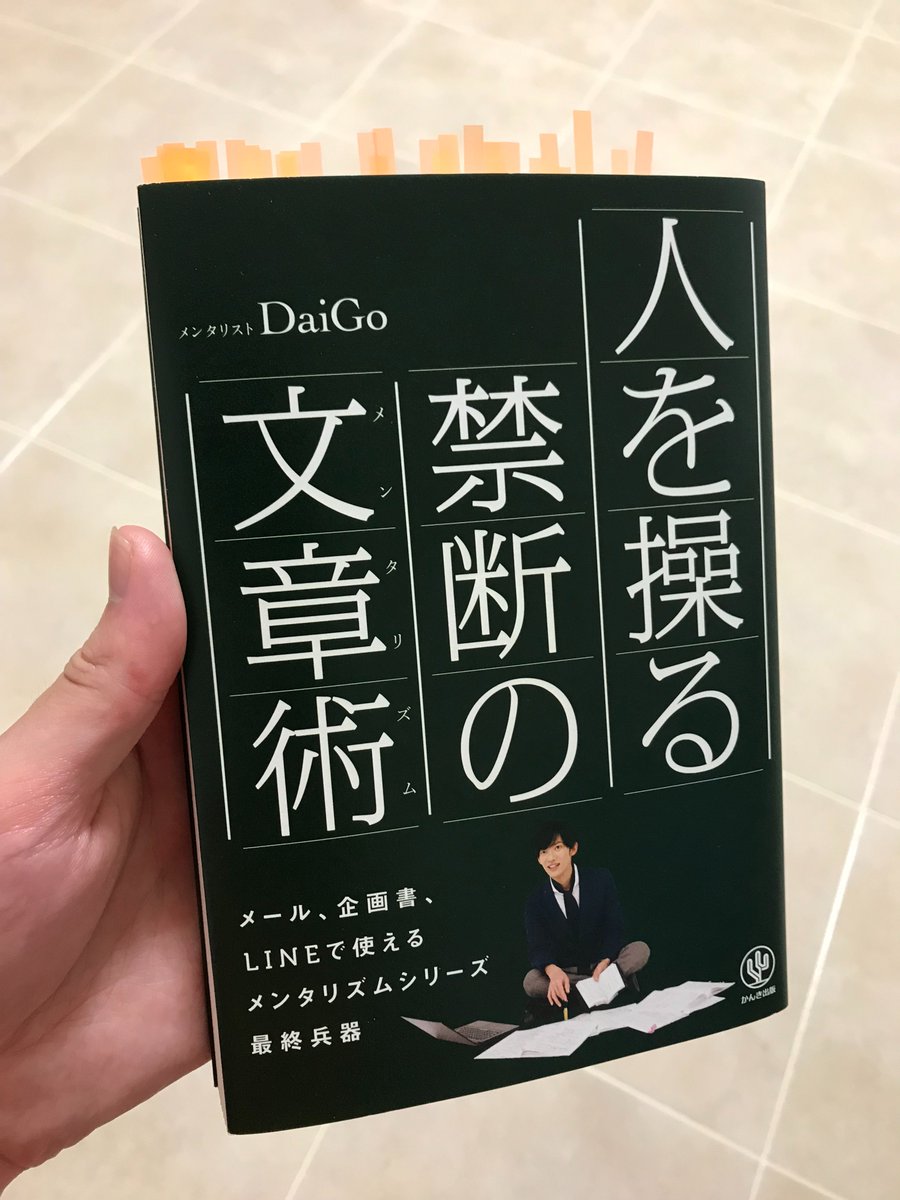 人を操る
禁断の
文章術
メンタリズム
メンタリスト DaiGo
メール、企画書、
LINEで使える
メンタリズムシリーズ
最終兵器
かんき出版